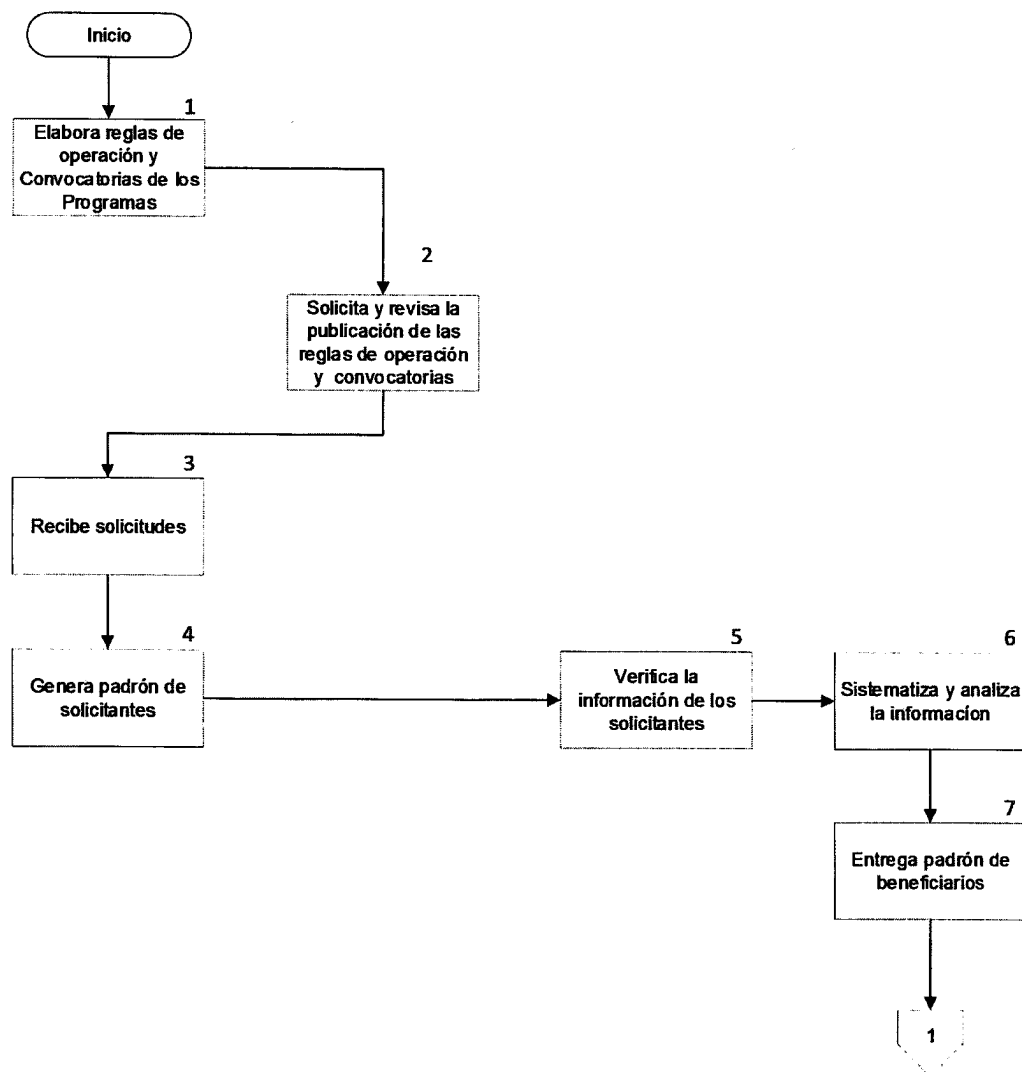 Inicio
1
Elabora reglas de
operación y
Convocatorias de los
Programas
2
Solicita y revisa la
publicación de las
reglas de operación
y convocatorias
3
Recibe solicitudes
4
Genera padrón de
solicitantes
5
Verifica la
información de los
solicitantes
6
Sistematiza y analiza
la informacíon
7
Entrega padrón de
beneficiarios
1